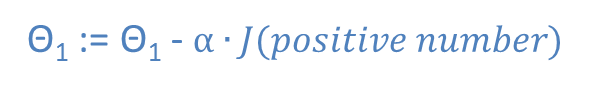 Θ₁ := Θ₁ - α · J(positive number)